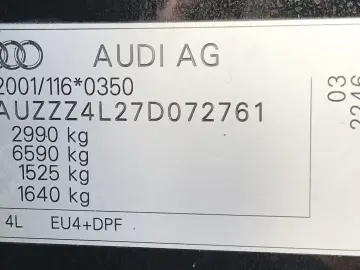 AUDI AG
2001/116*0350
AUZZZ4L27D072761
2990 kg
6590 kg
1525 kg
1640 kg
4L EU4+DPF
03